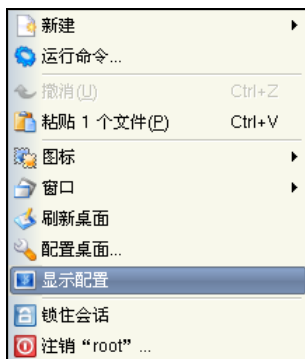 新建
运行命令...
撤消(U) Ctrl+Z
粘贴 1 个文件(P) Ctrl+V
图标
窗口
刷新桌面
配置桌面...
显示配置
锁住会话
注销“root” ...